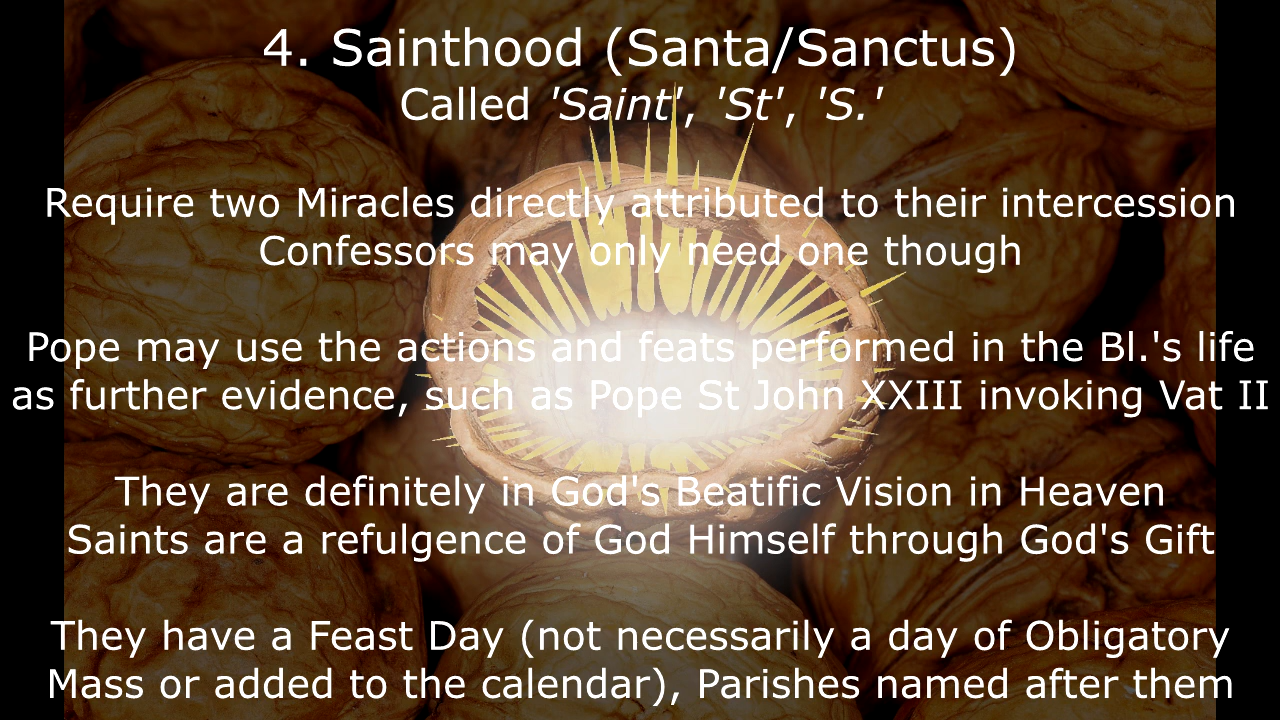 4. Sainthood (Santa/Sanctus)
Called 'Saint', 'St', 'S.'
Require two Miracles directly attributed to their intercession
Confessors may only need one though
Pope may use the actions and feats performed in the Bl.'s life
as further evidence, such as Pope St John XXIII invoking Vat II
They are definitely in God's Beatific Vision in Heaven
Saints are a refulgence of God Himself through God's Gift
They have a Feast Day (not necessarily a day of Obligatory
Mass or added to the calendar), Parishes named after them